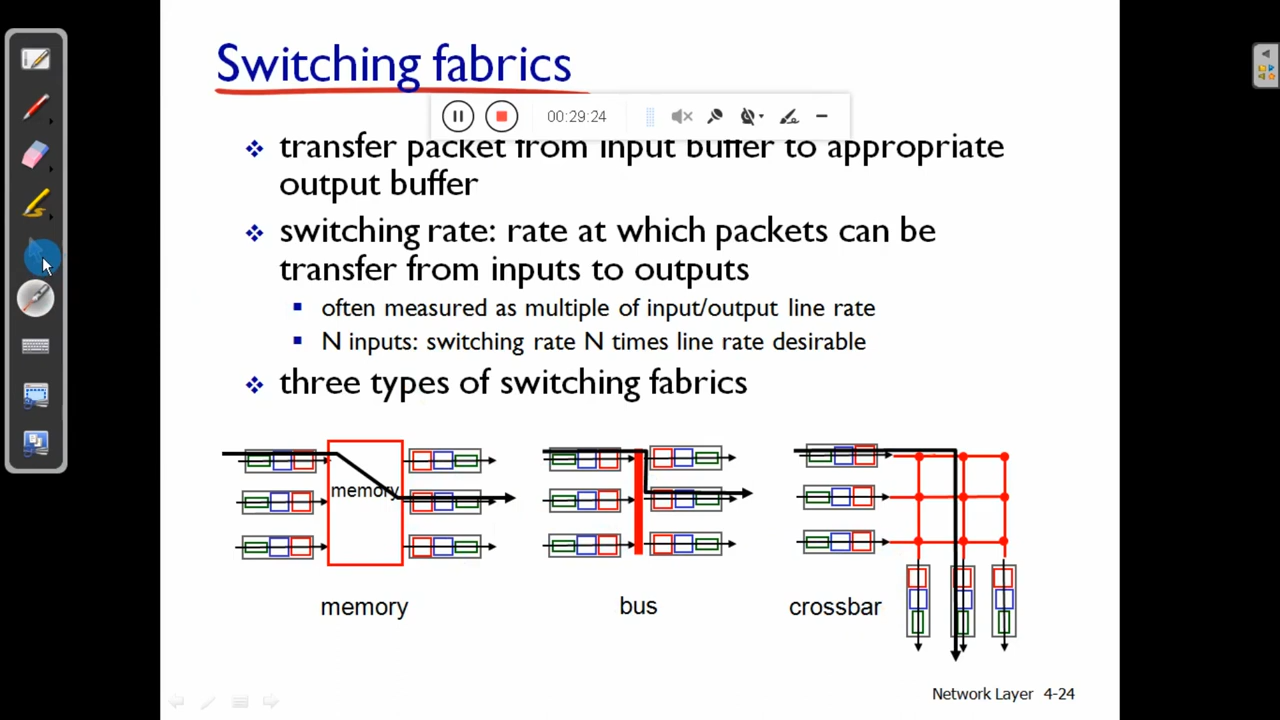 Switching fabrics
00:29:24
transfer packet from input buffer to appropriate
output buffer
switching rate: rate at which packets can be
transfer from inputs to outputs
often measured as multiple of input/output line rate
N inputs: switching rate N times line rate desirable
three types of switching fabrics
memory
memory
bus
crossbar
Network Layer 4-24